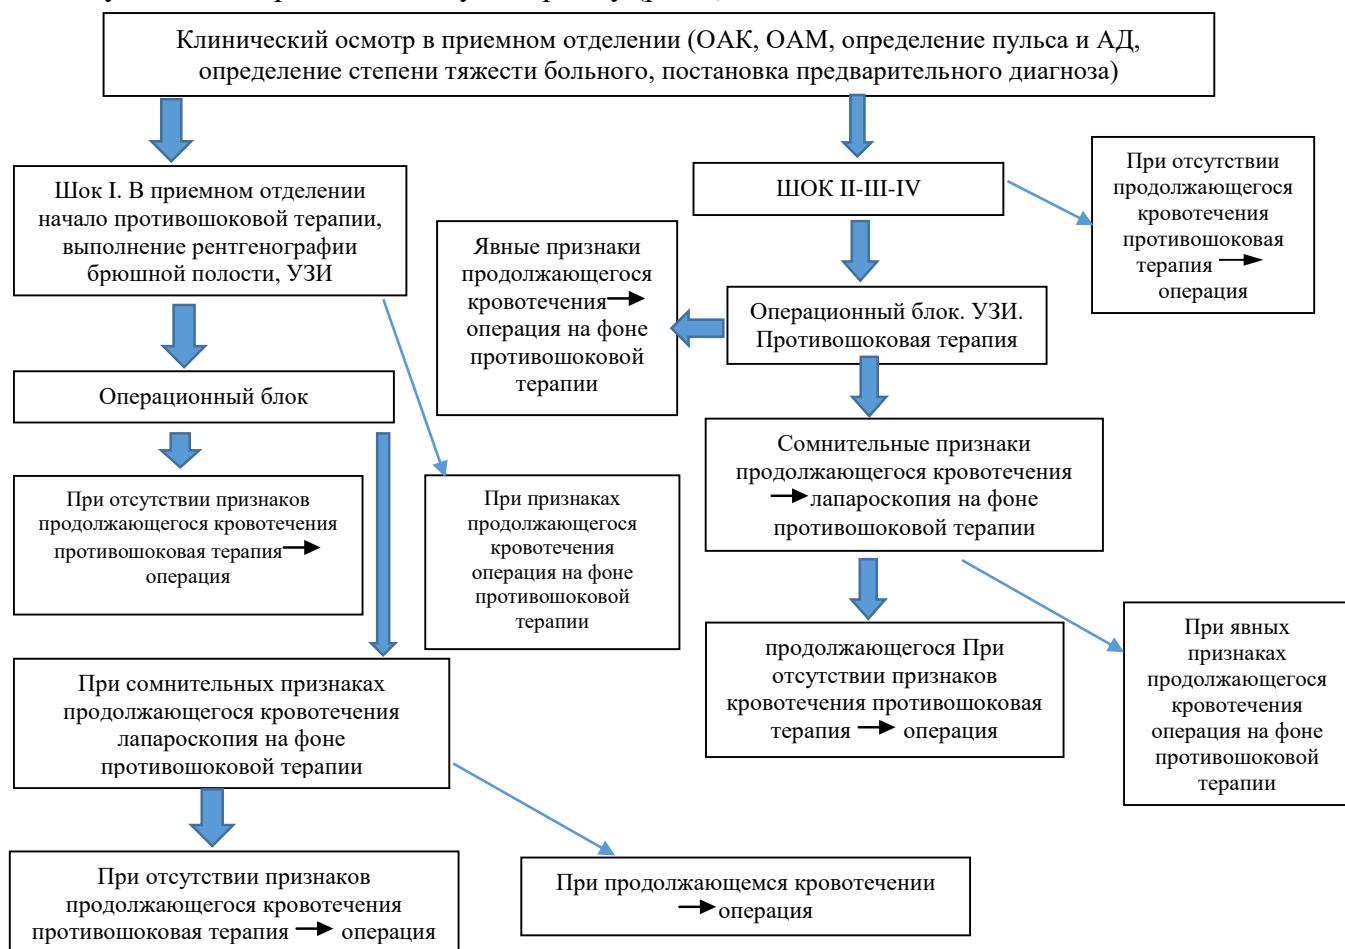 Клинический осмотр в приемном отделении (ОАК, ОАМ, определение пульса и АД,
определение степени тяжести больного, постановка предварительного диагноза)
Шок I. В приемном отделении
начало противошоковой терапии,
выполнение рентгенографии
брюшной полости, УЗИ
ШОК II-III-IV
При отсутствии
продолжающегося
кровотечения
противошоковая
терапия →
операция
Явные признаки
продолжающегося
кровотечения →
операция на фоне
противошоковой
терапии
Операционный блок. УЗИ.
Противошоковая терапия
Операционный блок
Сомнительные признаки
продолжающегося кровотечения
→ лапароскопия на фоне
противошоковой терапии
При отсутствии признаков
продолжающегося кровотечения
противошоковая терапия →
операция
При признаках
продолжающегося
кровотечения
операция на фоне
противошоковой
терапии
продолжающегося При
отсутствии признаков
кровотечения противошоковая
терапия → операция
При явных
признаках
продолжающегося
кровотечения
операция на фоне
противошоковой
терапии
При сомнительных признаках
продолжающегося кровотечения
лапароскопия на фоне
противошоковой терапии
При отсутствии признаков
продолжающегося кровотечения
противошоковая терапия → операция
При продолжающемся кровотечении
→ операция